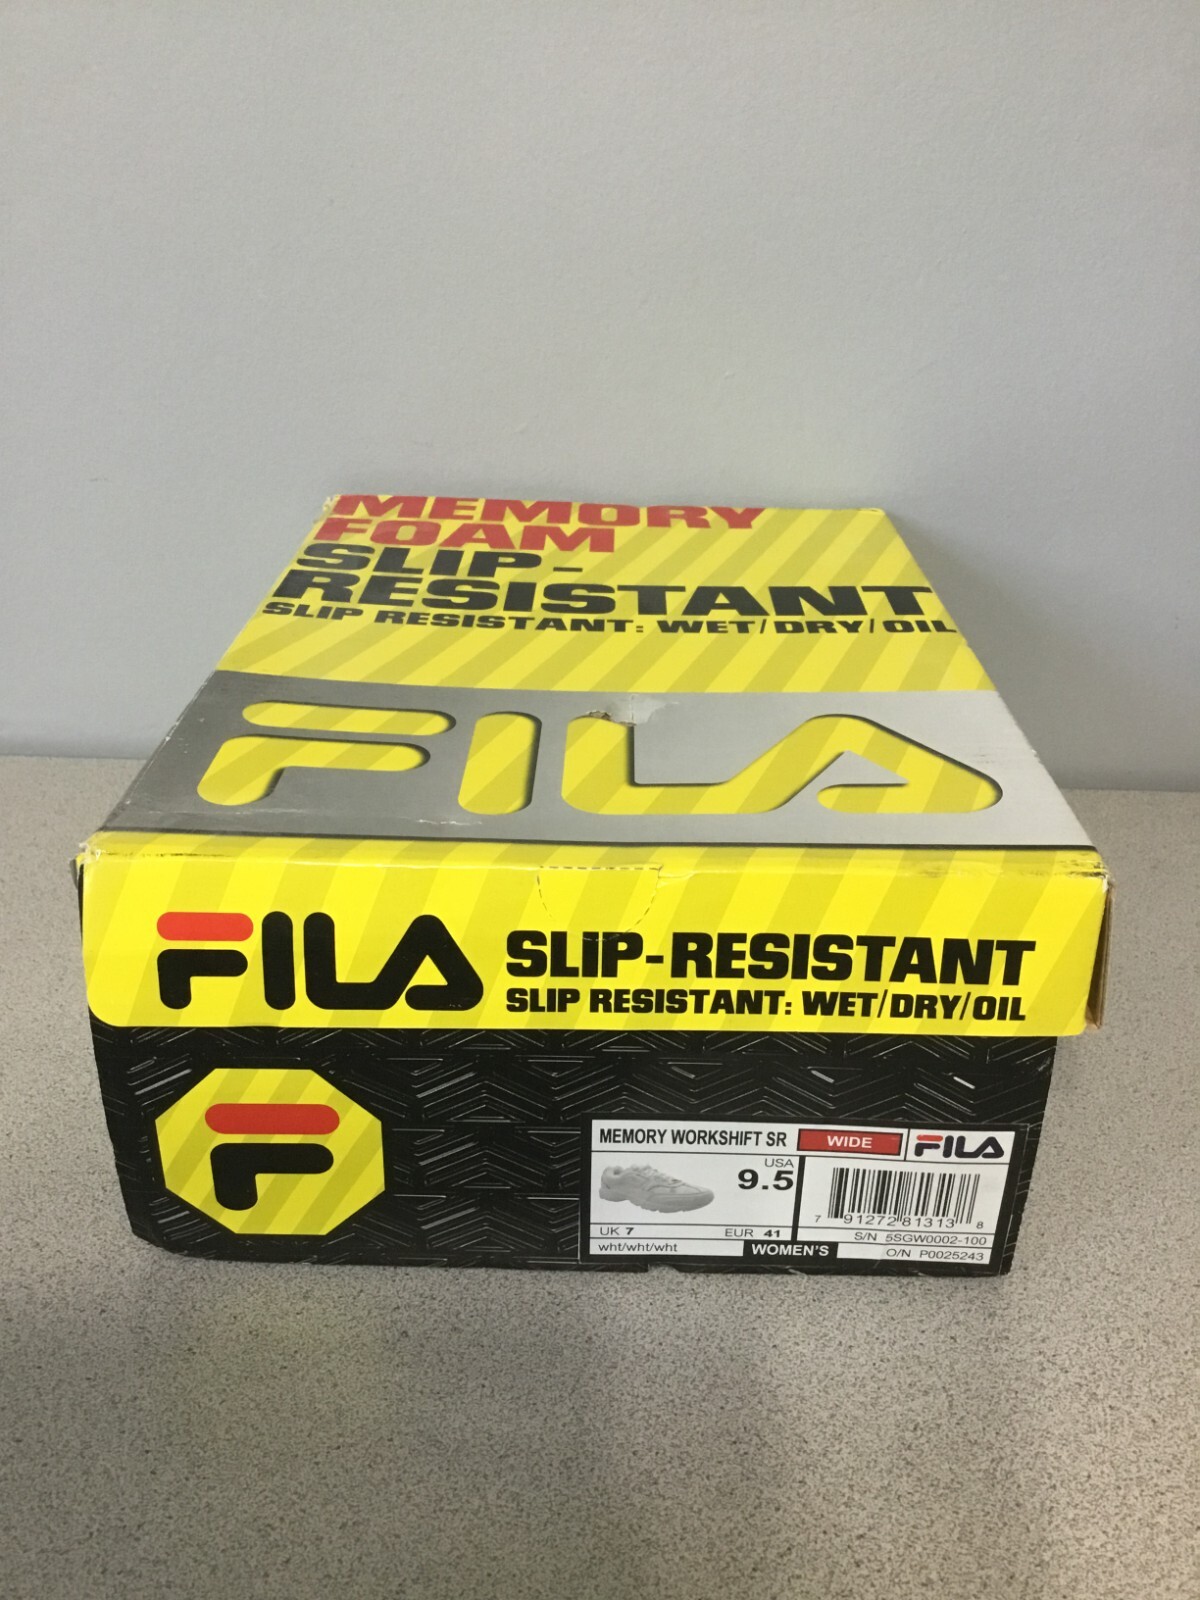 MEMORY
FOAM
SLIP-
RESISTANT
SLIP RESISTANT: WET/DRY/OIL
FILA
FILA SLIP-RESISTANT
SLIP RESISTANT: WET/DRY/OIL
F
MEMORY WORKSHIFT SR WIDE FILA
USA
9.5
UK 7 EUR 41
wht/wht/wht WOMEN'S
7 91272 81313 8
S/N 5SGW0002-100
O/N P0025243